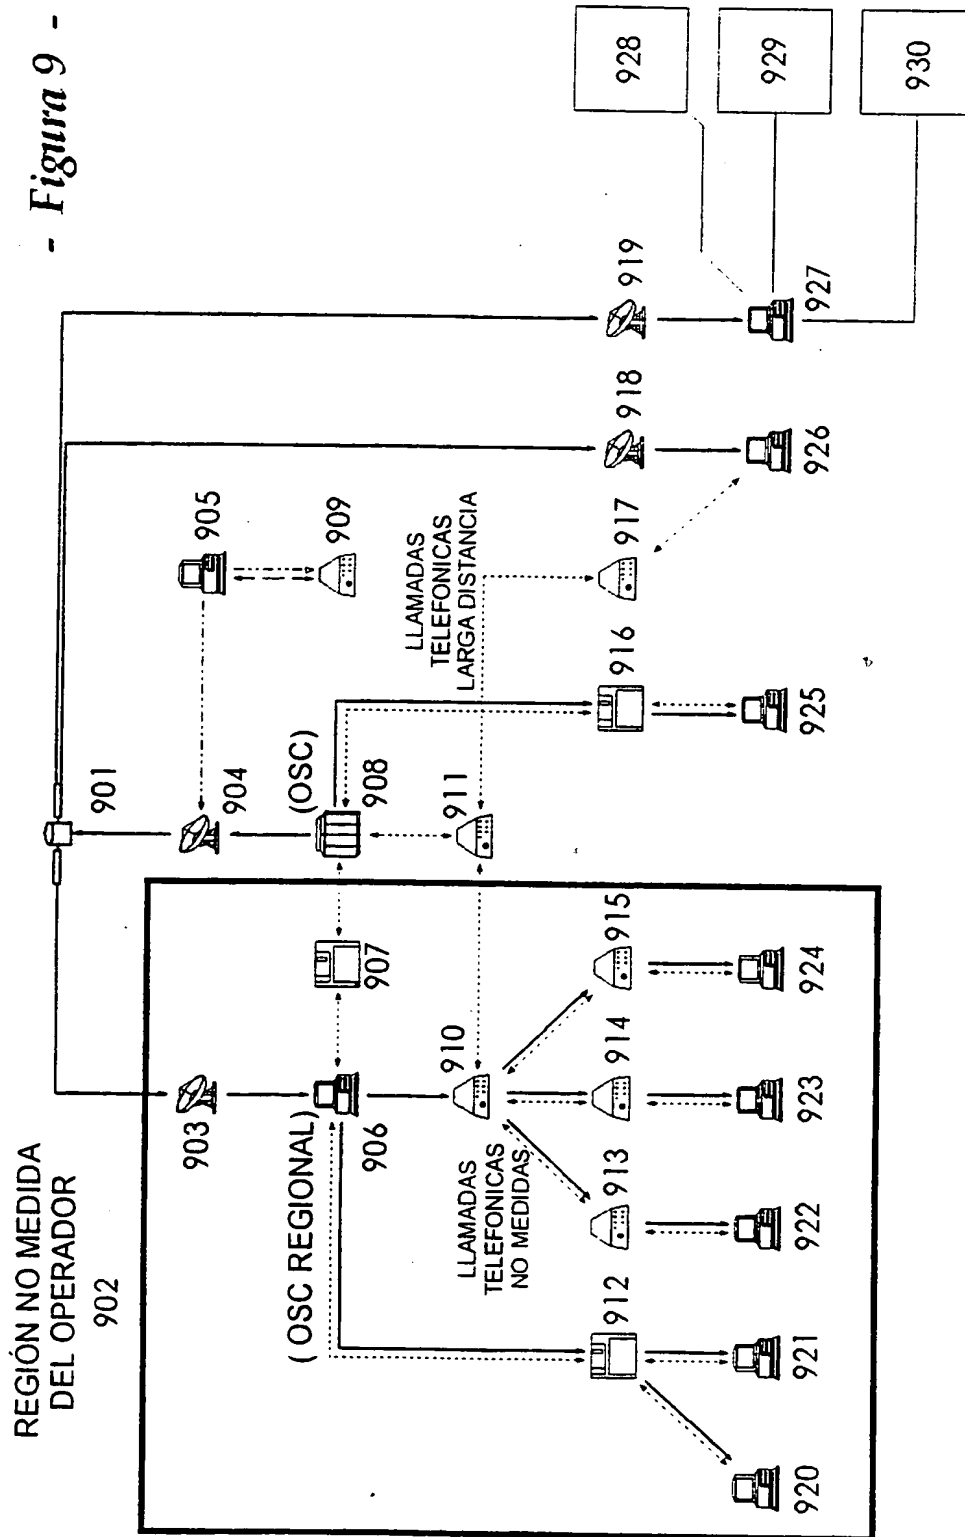 - Figura 9 -
REGIÓN NO MEDIDA
DEL OPERADOR
902
901
903
904
905
(OSC REGIONAL)
906
907
(OSC)
908
909
910
911
LLAMADAS
TELEFONICAS
NO MEDIDAS
LLAMADAS
TELEFONICAS
LARGA DISTANCIA
912
913
914
915
916
917
918
919
920
921
922
923
924
925
926
927
928
929
930